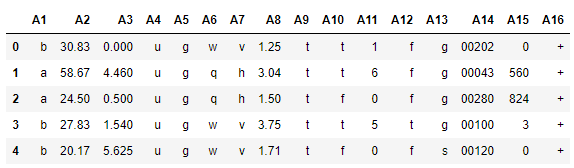 A1 A2 A3 A4 A5 A6 A7 A8 A9 A10 A11 A12 A13 A14 A15 A16
0 b 30.83 0.000 u g w v 1.25 t t 1 f g 00202 0 +
1 a 58.67 4.460 u g q h 3.04 t t 6 f g 00043 560 +
2 a 24.50 0.500 u g q h 1.50 t f 0 f g 00280 824 +
3 b 27.83 1.540 u g w v 3.75 t t 5 t g 00100 3 +
4 b 20.17 5.625 u g w v 1.71 t f 0 f s 00120 0 +